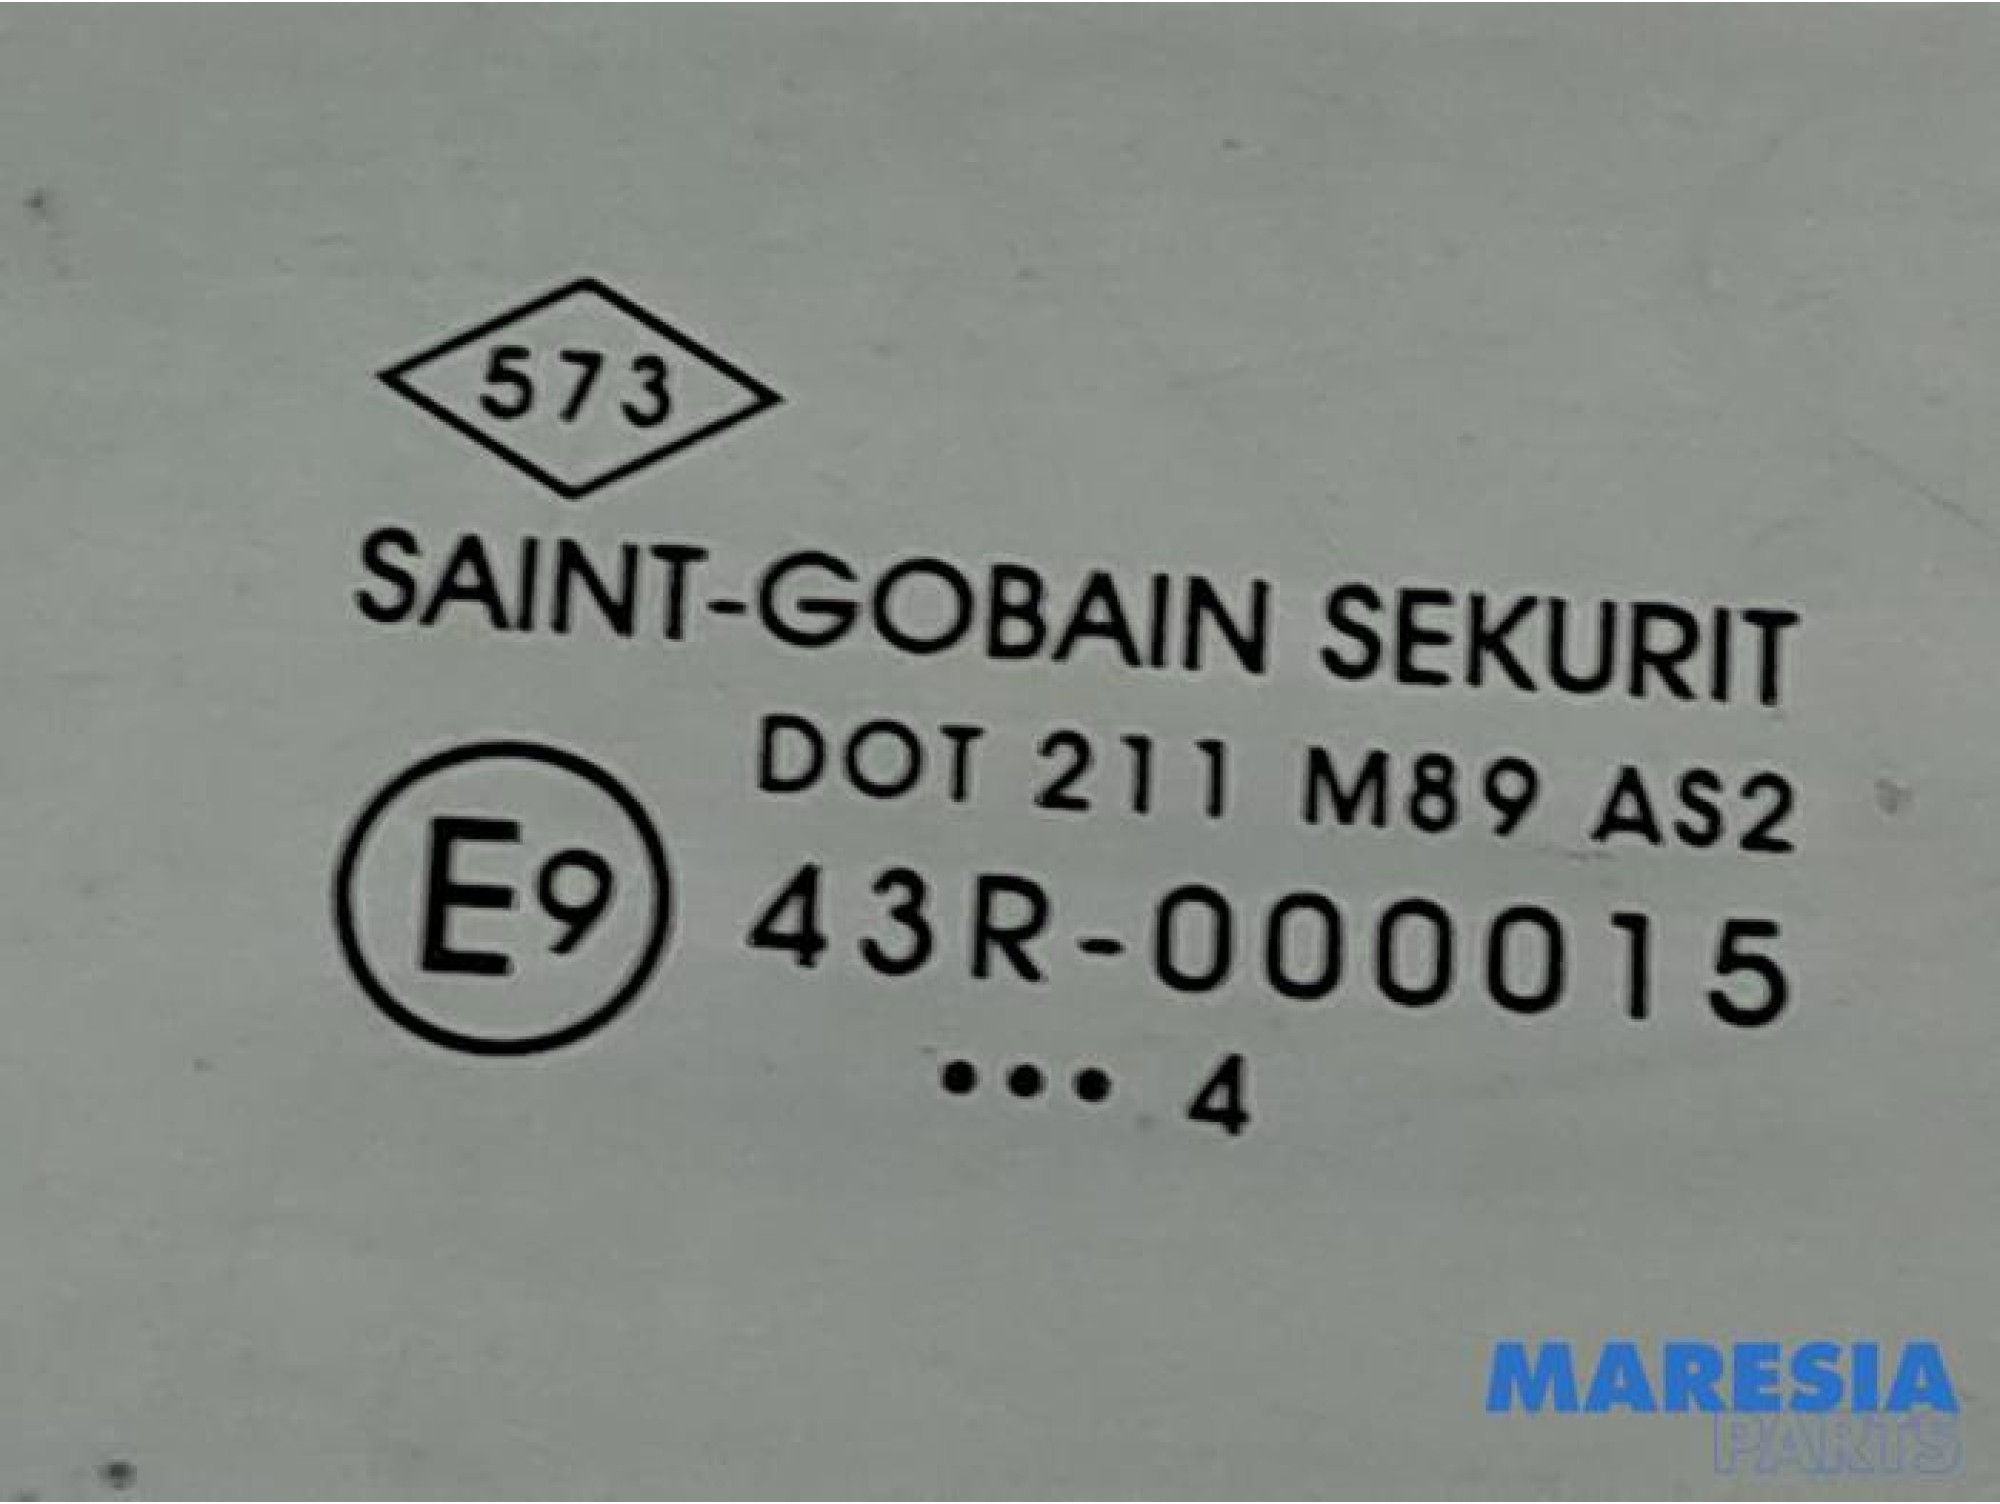 573
SAINT-GOBAIN SEKURIT
DOT 211 M89 AS2
E9
43R-000015
••• 4
MARESIA
PARTS